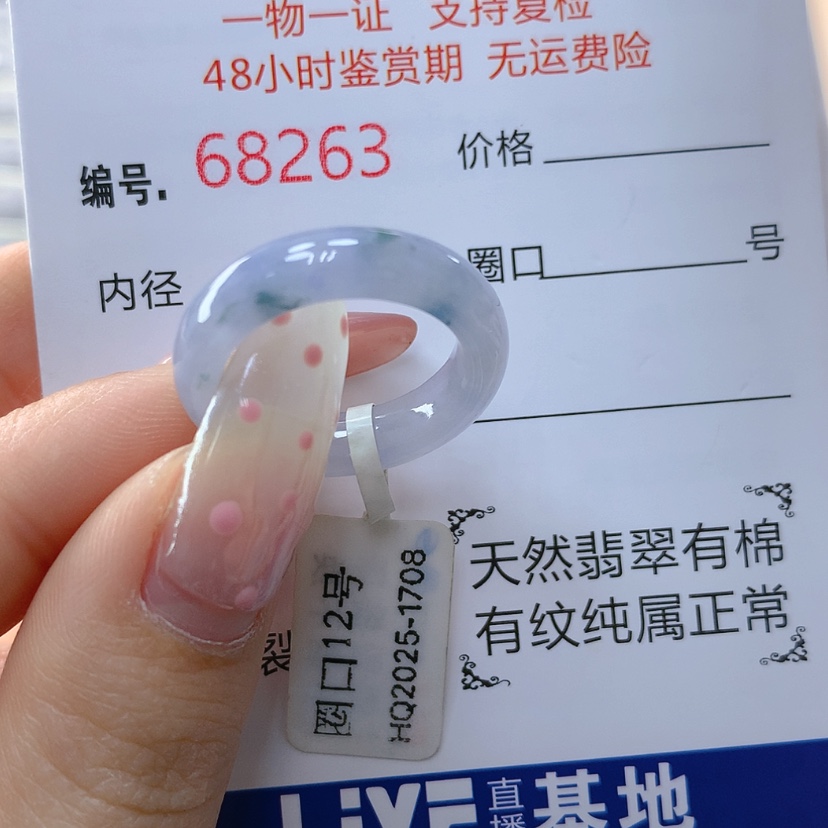 一物一证 支持复检
48小时鉴赏期 无运费险
编号. 68263
价格
内径
圈口 号
天然翡翠有棉
有纹纯属正常
裂
圈口12号
HQ2025-1708
LiVE 直播 基地